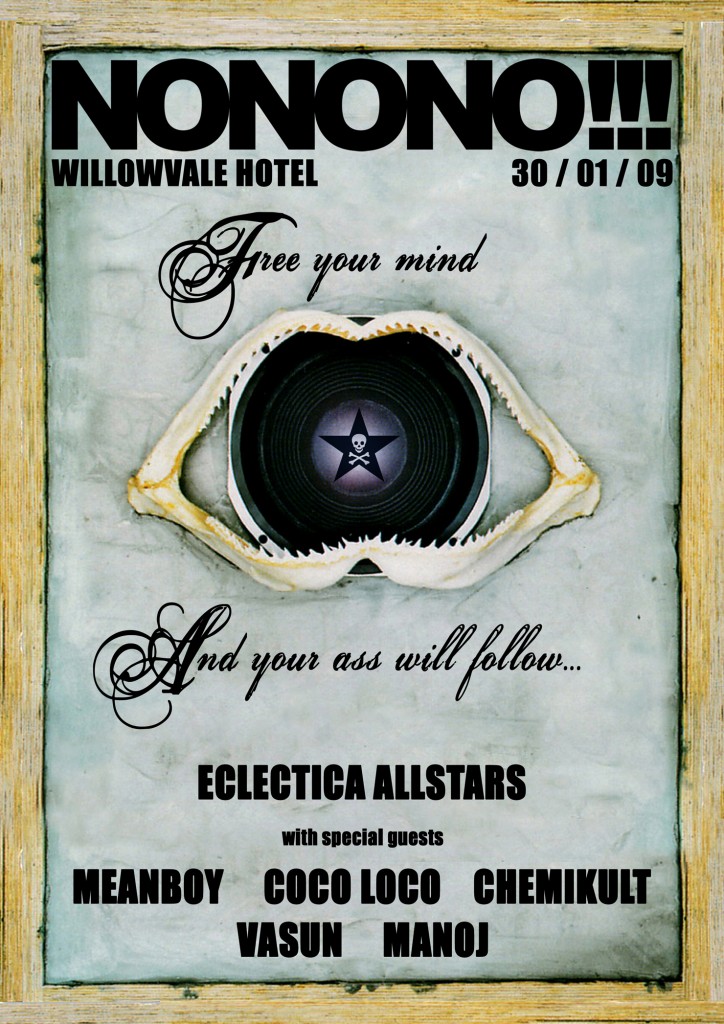 NONONO!!!
WILLOWVALE HOTEL 30 / 01 / 09
Free your mind
And your ass will follow...
ECLECTICA ALLSTARS
with special guests
MEANBOY COCO LOCO CHEMIKULT
VASUN MANOJ